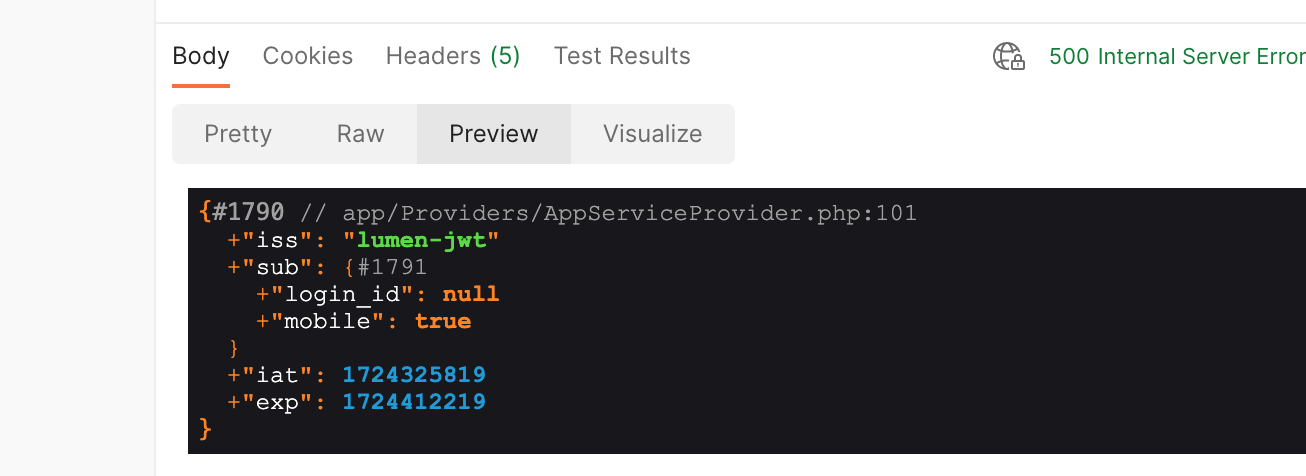 Body Cookies Headers (5) Test Results 500 Internal Server Error
Pretty Raw Preview Visualize
{#1790 // app/Providers/AppServiceProvider.php:101
+"iss": "lumen-jwt"
+"sub": {#1791
+"login_id": null
+"mobile": true
}
+"iat": 1724325819
+"exp": 1724412219
}